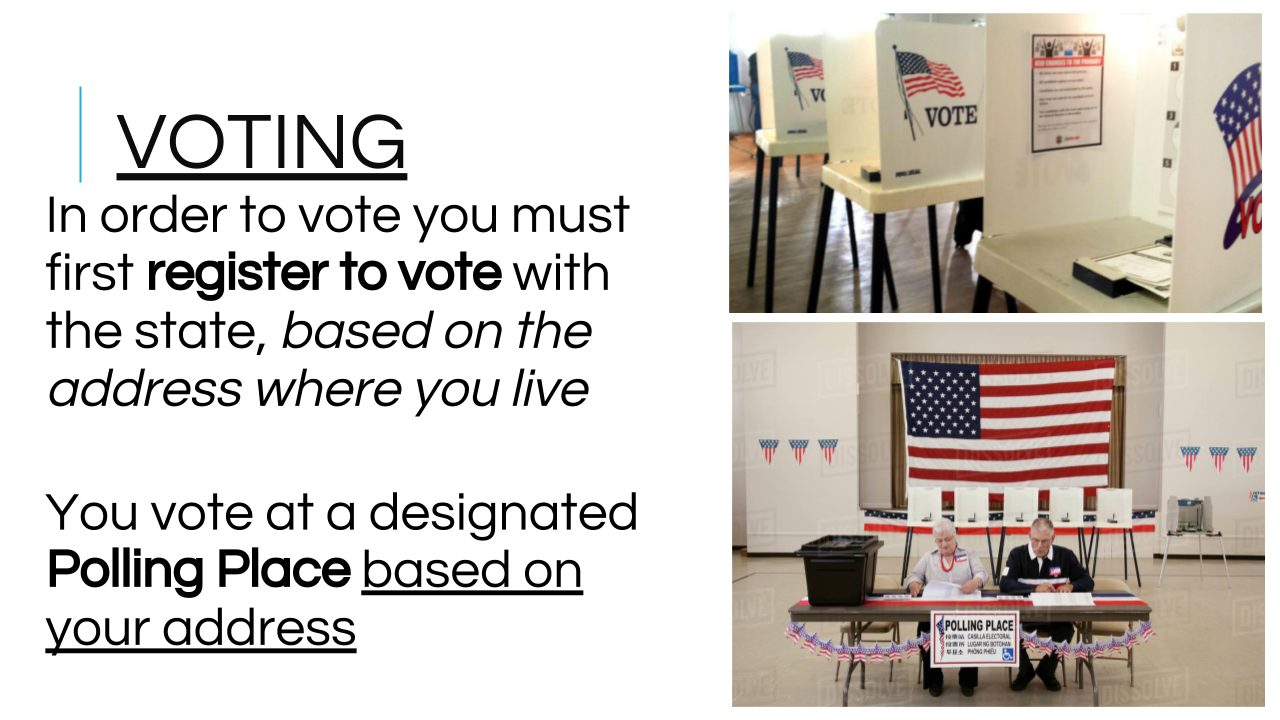 VOTING
In order to vote you must
first register to vote with
the state, based on the
address where you live
You vote at a designated
Polling Place based on
your address
VOTE
VOTE
POLLING PLACE
CASILLA ELECTORAL
LUGAR NG BOTOHAN
PHÒNG PHIẾU
DISSOLVE